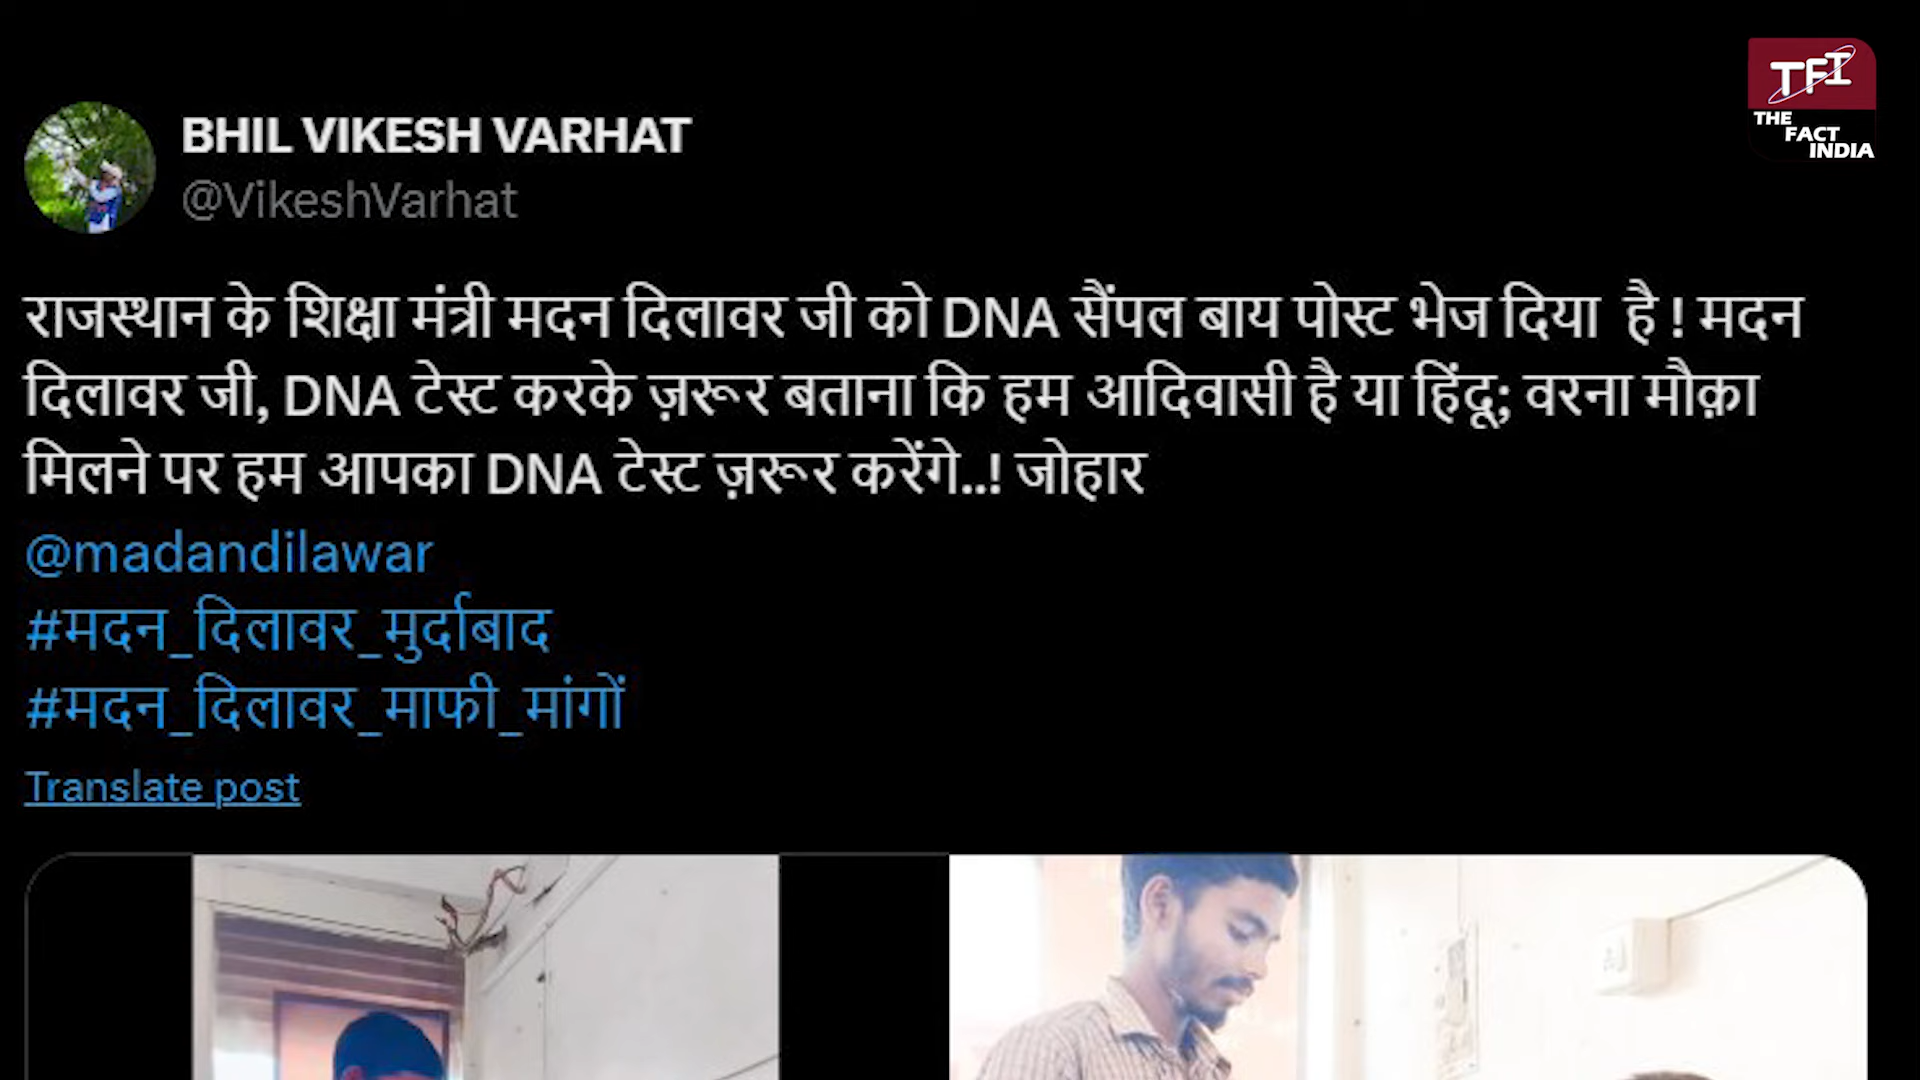 TFI
THE
FACT
INDIA
BHIL VIKESH VARHAT
@VikeshVarhat
राजस्थान के शिक्षा मंत्री मदन दिलावर जी को DNA सैंपल बाय पोस्ट भेज दिया है ! मदन
दिलावर जी, DNA टेस्ट करके ज़रूर बताना कि हम आदिवासी है या हिंदू; वरना मौक़ा
मिलने पर हम आपका DNA टेस्ट ज़रूर करेंगे..! जोहार
@madandilawar
#मदन_दिलावर_मुर्दाबाद
#मदन_दिलावर_माफी_मांगों
Translate post